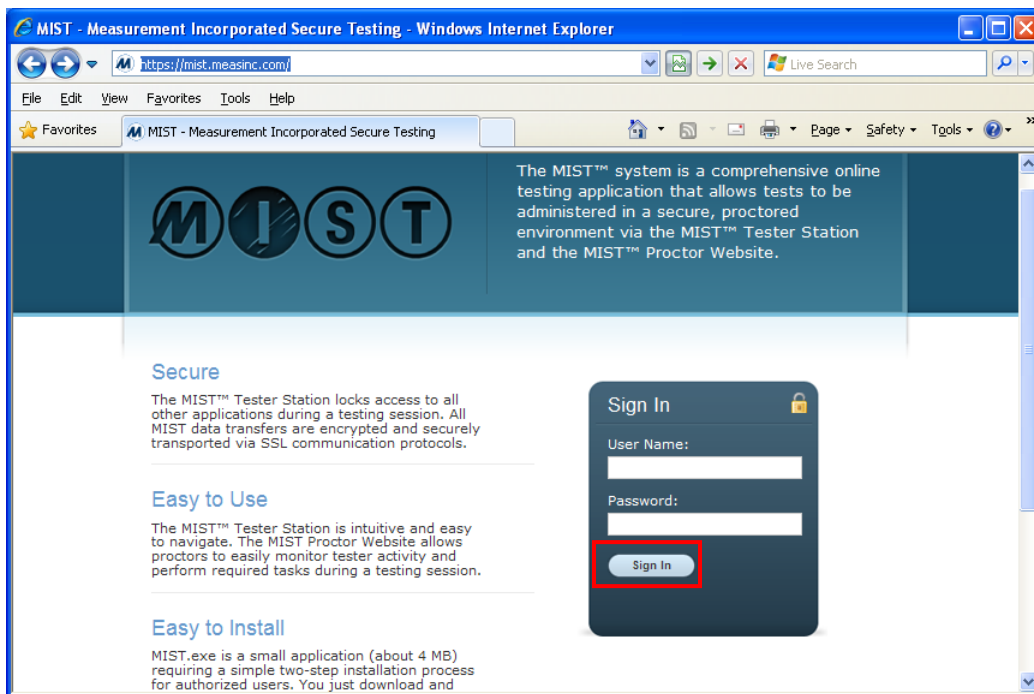 MIST - Measurement Incorporated Secure Testing - Windows Internet Explorer
https://mist.measinc.com/
Live Search
File Edit View Favorites Tools Help
Favorites
MIST - Measurement Incorporated Secure Testing
Page Safety Tools
MIST
The MIST™ system is a comprehensive online
testing application that allows tests to be
administered in a secure, proctored
environment via the MIST™ Tester Station
and the MIST™ Proctor Website.
Secure
The MIST™ Tester Station locks access to all
other applications during a testing session. All
MIST data transfers are encrypted and securely
transported via SSL communication protocols.
Easy to Use
The MIST™ Tester Station is intuitive and easy
to navigate. The MIST Proctor Website allows
proctors to easily monitor tester activity and
perform required tasks during a testing session.
Easy to Install
MIST.exe is a small application (about 4 MB)
requiring a simple two-step installation process
for authorized users. You just download and
Sign In
User Name:
Password:
Sign In